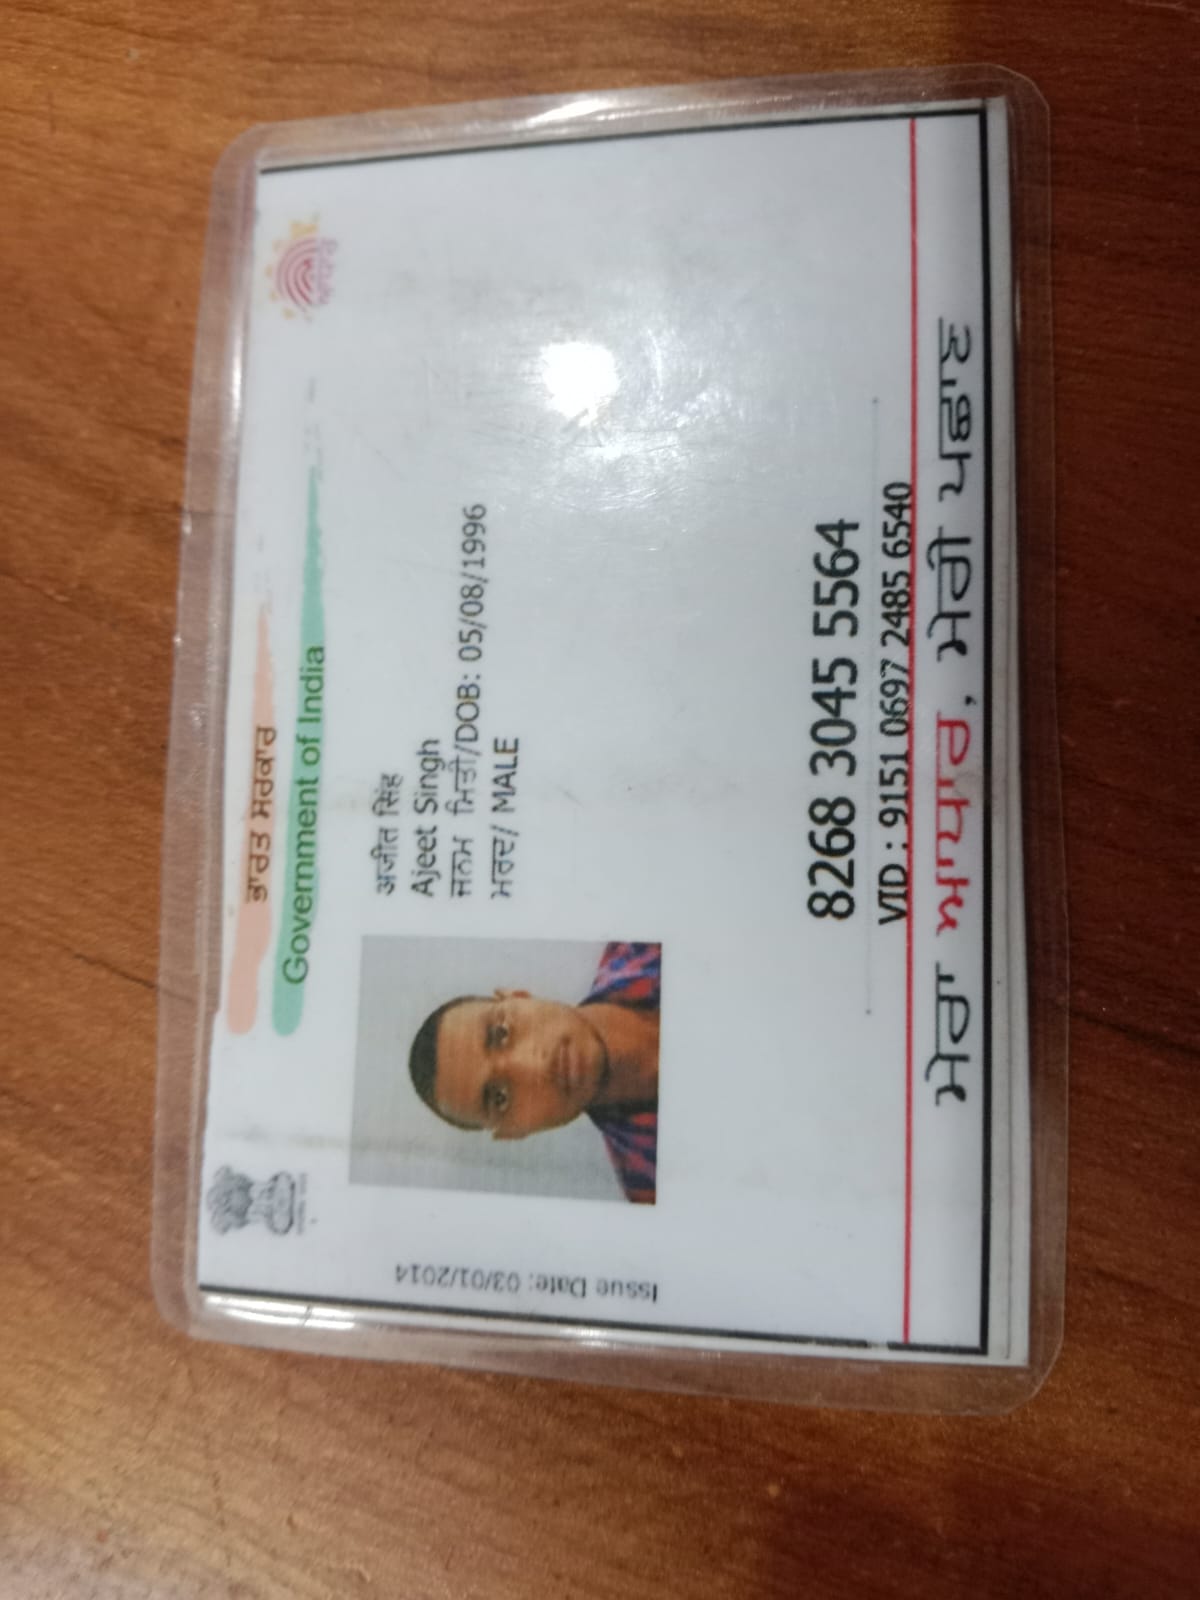 ਭਾਰਤ ਸਰਕਾਰ
Government of India
ਆਧਾਰ
Issue Date: 03/01/2014
अजीत सिंह
Ajeet Singh
ਜਨਮ ਮਿਤੀ/DOB: 05/08/1996
ਮਰਦ/ MALE
8268 3045 5564
VID : 9151 0697 2485 6540
ਮੇਰਾ ਆਧਾਰ, ਮੇਰੀ ਪਛਾਣ